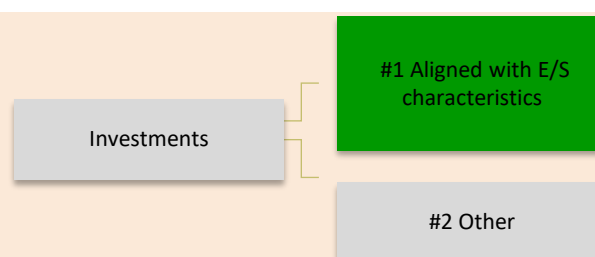 #1 Aligned with E/S
characteristics
Investments
#2 Other